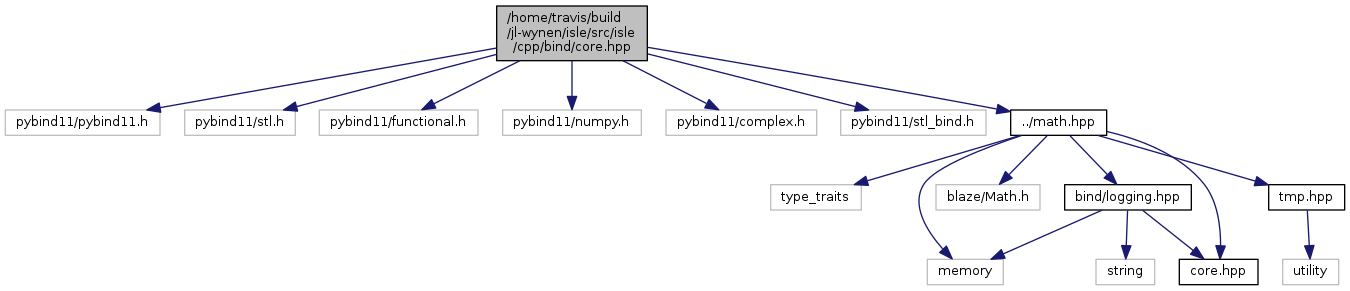 /home/travis/build
/jl-wynen/isle/src/isle
/cpp/bind/core.hpp
pybind11/pybind11.h
pybind11/stl.h
pybind11/functional.h
pybind11/numpy.h
pybind11/complex.h
pybind11/stl_bind.h
../math.hpp
type_traits
blaze/Math.h
bind/logging.hpp
tmp.hpp
memory
string
core.hpp
utility